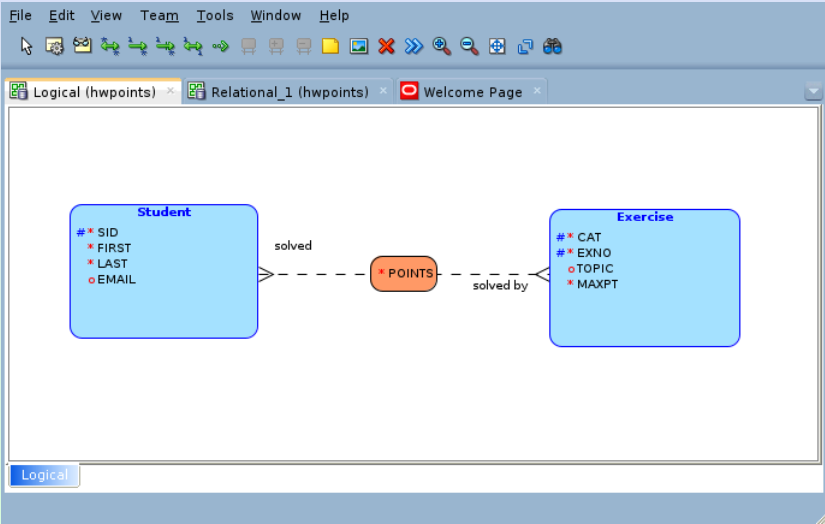 File Edit View Team Tools Window Help
Logical (hwpoints) × Relational_1 (hwpoints) × Welcome Page ×
Student
#* SID
* FIRST
* LAST
o EMAIL
solved
* POINTS
solved by
Exercise
#* CAT
#* EXNO
o TOPIC
* MAXPT
Logical